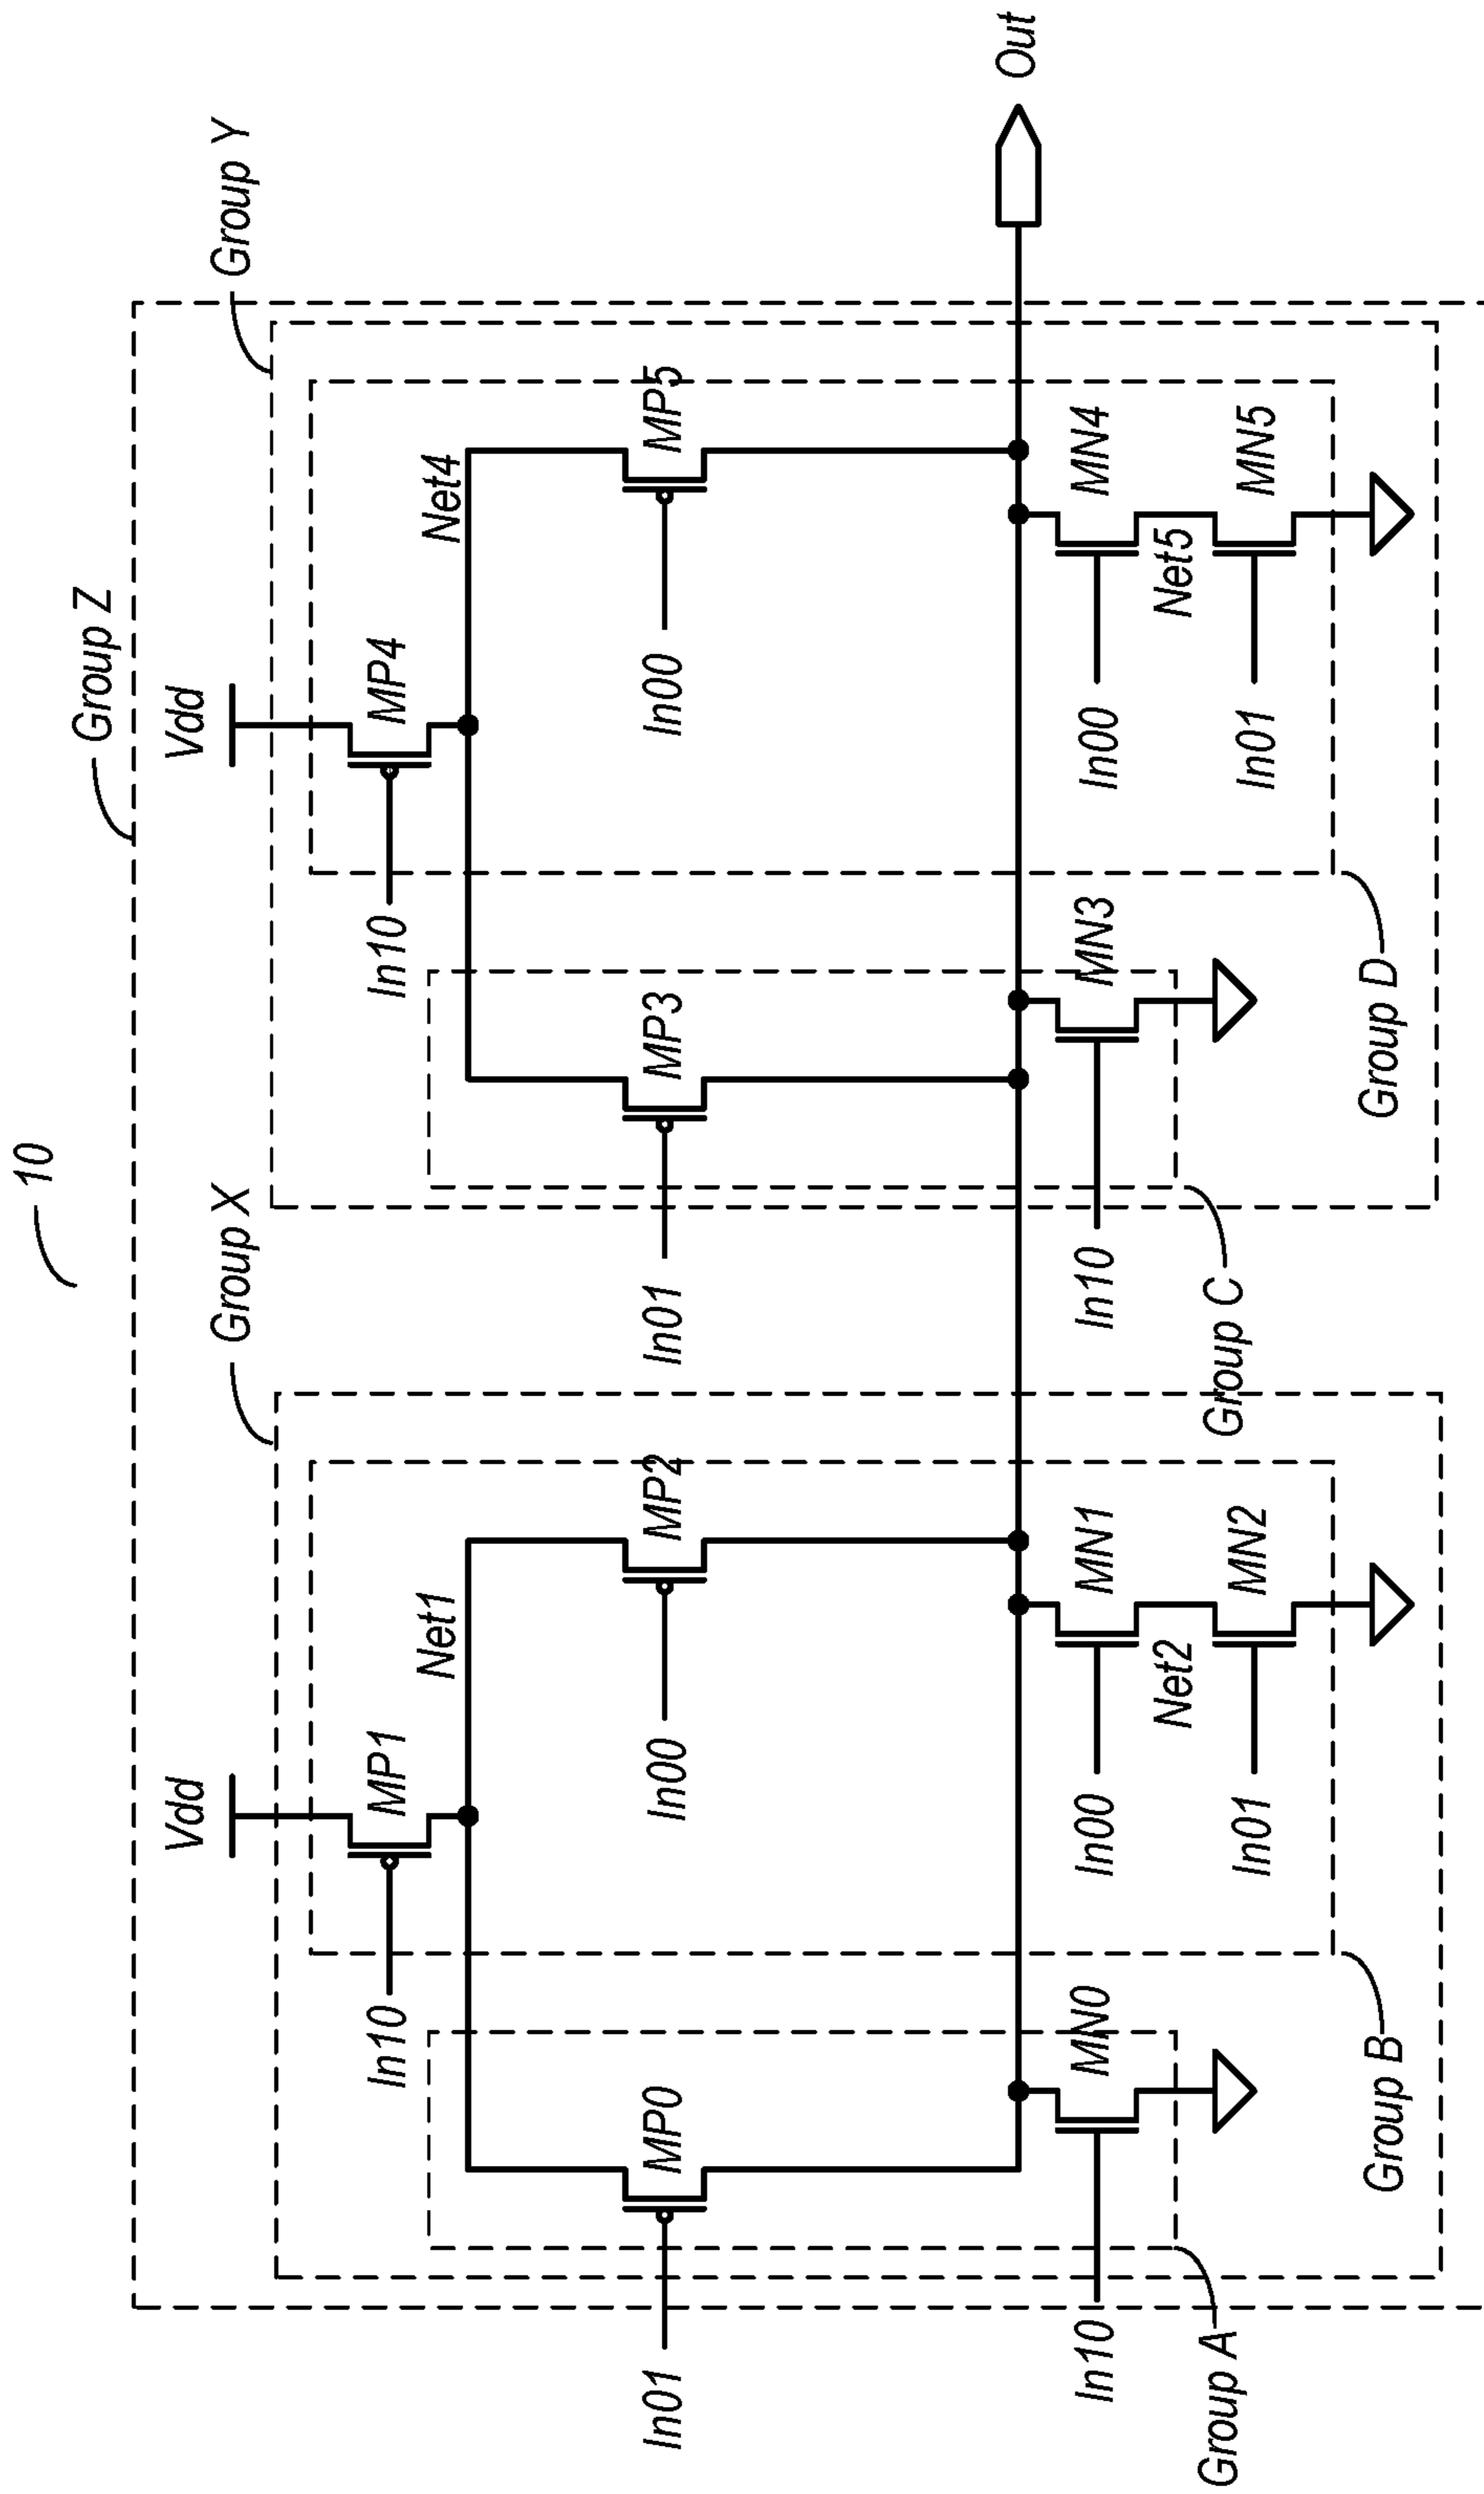 10
Group Z
Group X
Group Y
Vdd
Vdd
In10
MP1
Net1
In10
MP4
Net4
In01
MP0
In00
MP2
In01
MP3
In00
MP5
Out
In10
MN0
In00
MN1
In10
MN3
In00
MN4
Net2
Net5
Group A
In01
MN2
Group C
In01
MN5
Group B
Group D